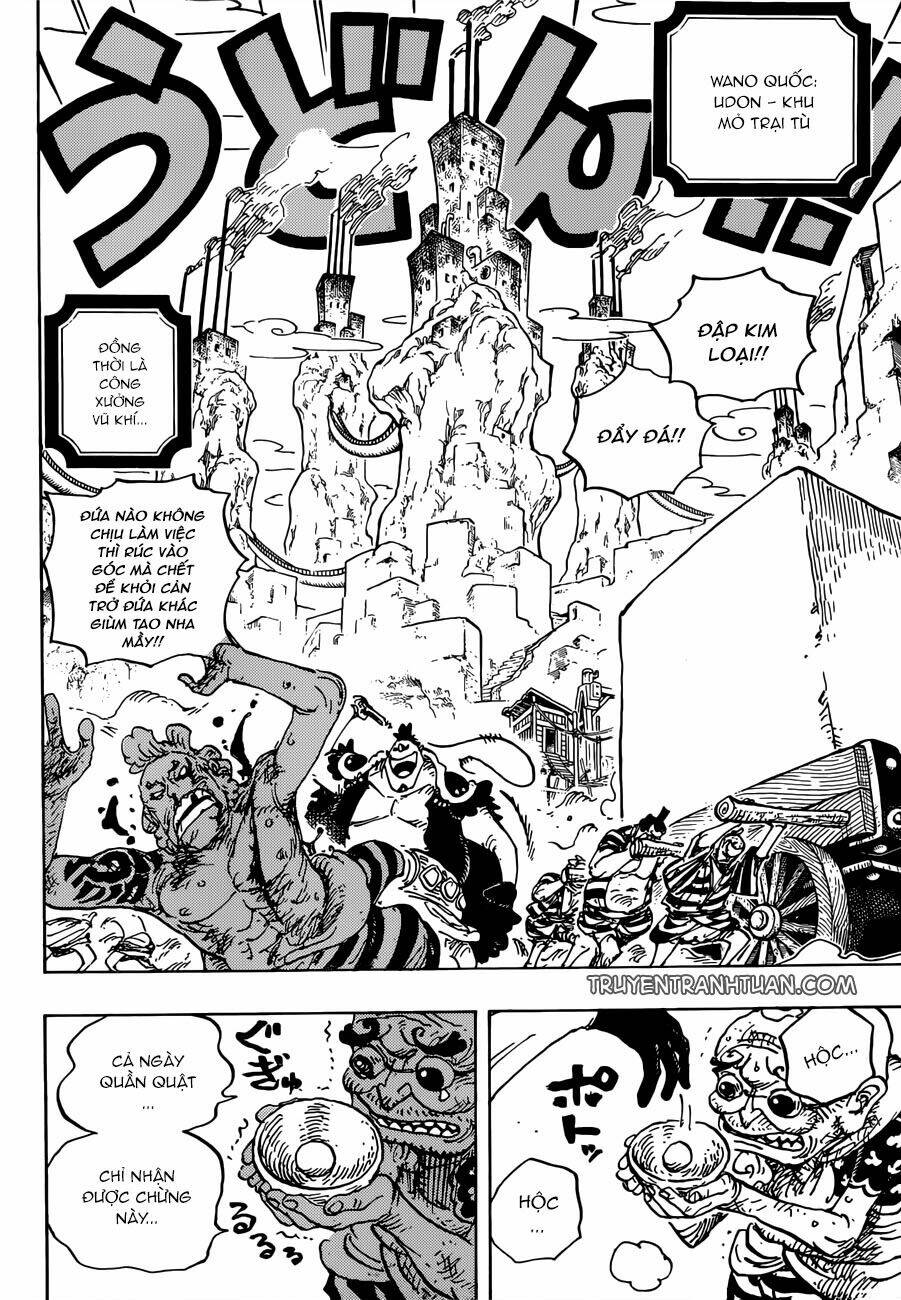 うどん!!
WANO QUỐC:
UDON - KHU
MỎ TRẠI TÙ
ĐẬP KIM
LOẠI!!
ĐẨY ĐÁ!!
ĐỒNG
THỜI LÀ
CÔNG
XƯỞNG
VŨ KHÍ...
ĐỨA NÀO KHÔNG
CHỊU LÀM VIỆC
THÌ RÚC VÀO
GÓC MÀ CHẾT
ĐỂ KHỎI CẢN
TRỞ ĐỨA KHÁC
GIÙM TAO NHA
MẦY!!
TRUYENTRANHTUAN.COM
HỘC...
ポトッ
HỘC
...
ぐぎゅ
るるるっ
CẢ NGÀY
QUẦN QUẬT
...
CHỈ NHẬN
ĐƯỢC CHỪNG
NÀY...